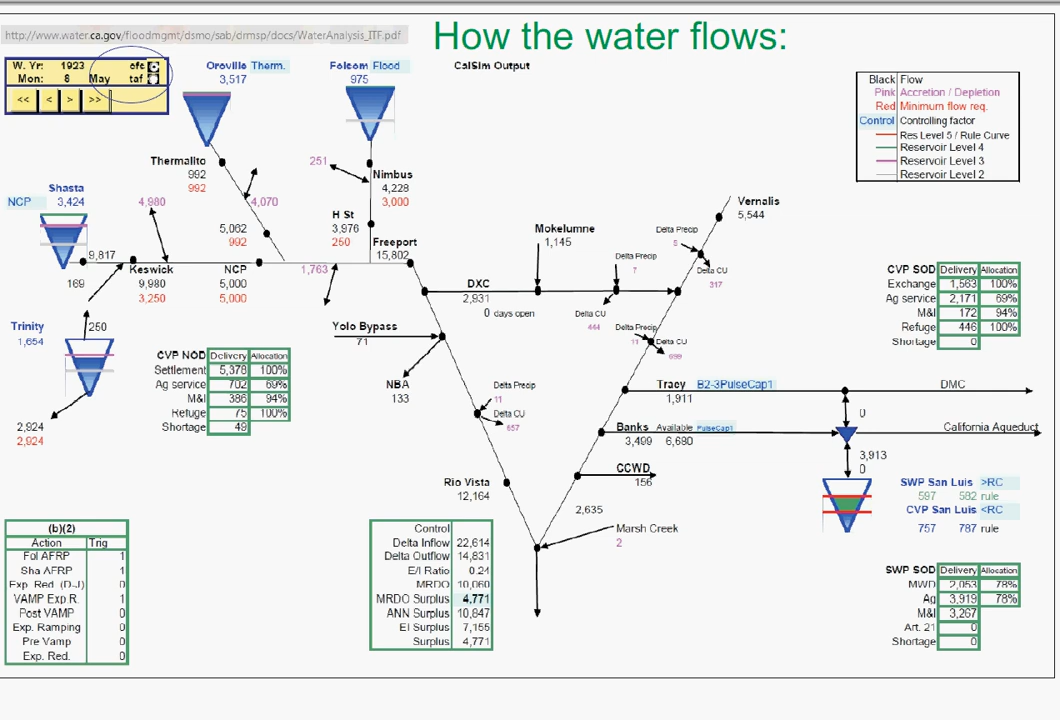 How the water flows:
http://www.water.ca.gov/floodmgmt/dsmo/sab/drmsp/docs/WaterAnalysis_ITF.pdf
CalSim Output
W. Yr: 1923 cfs
Mon: 8 May taf
<< < > >>
Oroville Therm.
3,517
Folsom Flood
975
Black Flow
Pink Accretion / Depletion
Red Minimum flow req.
Control Controlling factor
Res Level 5 / Rule Curve
Reservoir Level 4
Reservoir Level 3
Reservoir Level 2
Thermalito
992
992
251
Nimbus
4,228
3,000
Shasta
NCP 3,424
4,980
4,070
H St
3,976
250
5,062
992
Freeport
15,802
Vernalis
5,544
Mokelumne
1,145
Delta Precip
5
Delta CU
317
Delta Precip
7
9,817
169
Keswick
9,980
3,250
NCP
5,000
5,000
1,763
DXC
2,931
0 days open
Delta CU
444
Delta Precip
11
Delta CU
699
CVP SOD Delivery Allocation
Exchange 1,563 100%
Ag service 2,171 69%
M&I 172 94%
Refuge 446 100%
Shortage 0
Trinity
1,654
250
Yolo Bypass
71
NBA
133
2,924
2,924
CVP NOD Delivery Allocation
Settlement 5,378 100%
Ag service 702 69%
M&I 386 94%
Refuge 75 100%
Shortage 49
Delta Precip
11
Delta CU
657
Tracy B2-3PulseCap1
1,911
DMC
0
Banks Available PulseCap1
3,499 6,680
California Aqueduct
3,913
0
CCWD
156
Rio Vista
12,164
2,635
Marsh Creek
2
SWP San Luis >RC
597 582 rule
CVP San Luis <RC
757 787 rule
(b)(2)
Action Trig
Fol AFRP 1
Sha AFRP 1
Exp. Red. (D-J) 0
VAMP Exp.R. 1
Post VAMP 0
Exp. Ramping 0
Pre Vamp 0
Exp. Red. 0
Control
Delta Inflow 22,614
Delta Outflow 14,831
E/I Ratio 0.24
MRDO 10,060
MRDO Surplus 4,771
ANN Surplus 10,847
EI Surplus 7,155
Surplus 4,771
SWP SOD Delivery Allocation
MWD 2,053 78%
Ag 3,919 78%
M&I 3,267
Art. 21 0
Shortage 0